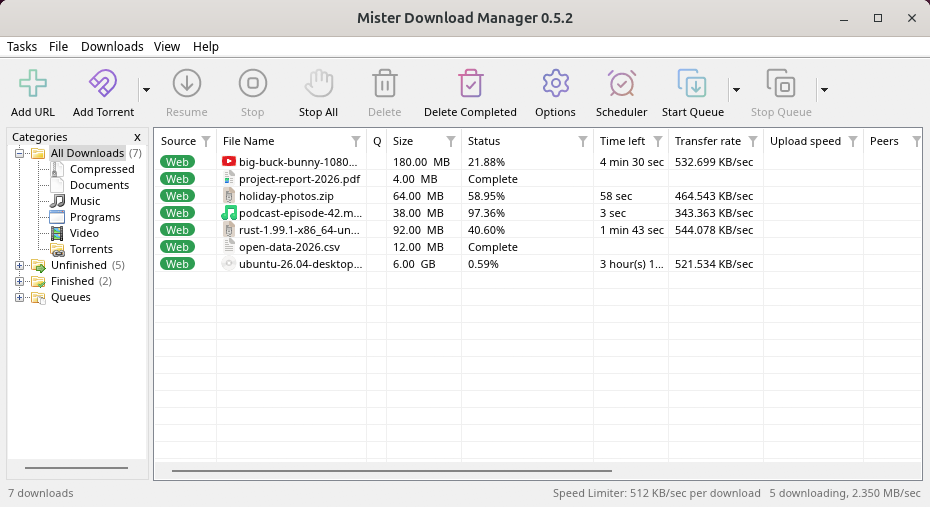 Mister Download Manager 0.5.2
Tasks File Downloads View Help
Add URL Add Torrent Resume Stop Stop All Delete Delete Completed Options Scheduler Start Queue Stop Queue
Categories x
Source File Name Q Size Status Time left Transfer rate Upload speed Peers
All Downloads (7)
Compressed
Documents
Music
Programs
Video
Torrents
Unfinished (5)
Finished (2)
Queues
Web big-buck-bunny-1080... 180.00 MB 21.88% 4 min 30 sec 532.699 KB/sec
Web project-report-2026.pdf 4.00 MB Complete
Web holiday-photos.zip 64.00 MB 58.95% 58 sec 464.543 KB/sec
Web podcast-episode-42.m... 38.00 MB 97.36% 3 sec 343.363 KB/sec
Web rust-1.99.1-x86_64-un... 92.00 MB 40.60% 1 min 43 sec 544.078 KB/sec
Web open-data-2026.csv 12.00 MB Complete
Web ubuntu-26.04-desktop... 6.00 GB 0.59% 3 hour(s) 1... 521.534 KB/sec
7 downloads
Speed Limiter: 512 KB/sec per download 5 downloading, 2.350 MB/sec